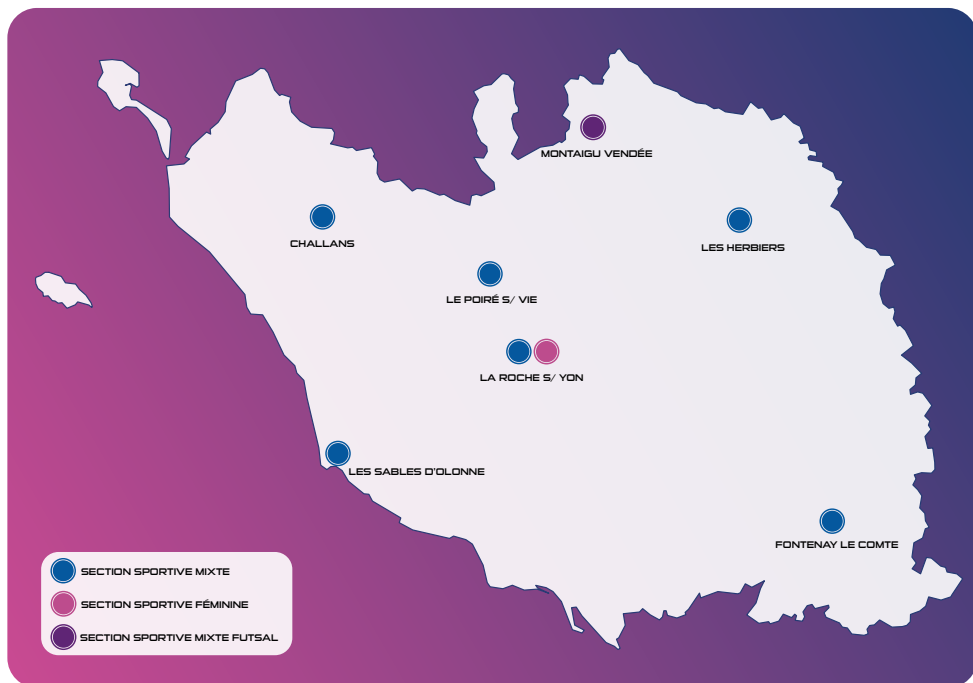 MONTAIGU VENDÉE
CHALLANS
LES HERBIERS
LE POIRÉ S/ VIE
LA ROCHE S/ YON
LES SABLES D'OLONNE
FONTENAY LE COMTE
SECTION SPORTIVE MIXTE
SECTION SPORTIVE FÉMININE
SECTION SPORTIVE MIXTE FUTSAL